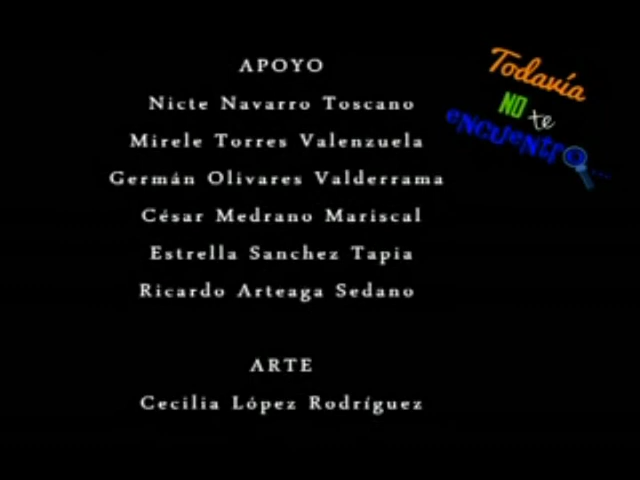 APOYO
Nicte Navarro Toscano
Mirele Torres Valenzuela
Germán Olivares Valderrama
César Medrano Mariscal
Estrella Sanchez Tapia
Ricardo Arteaga Sedano
ARTE
Cecilia López Rodríguez
Todavía
NO te
encuentro...